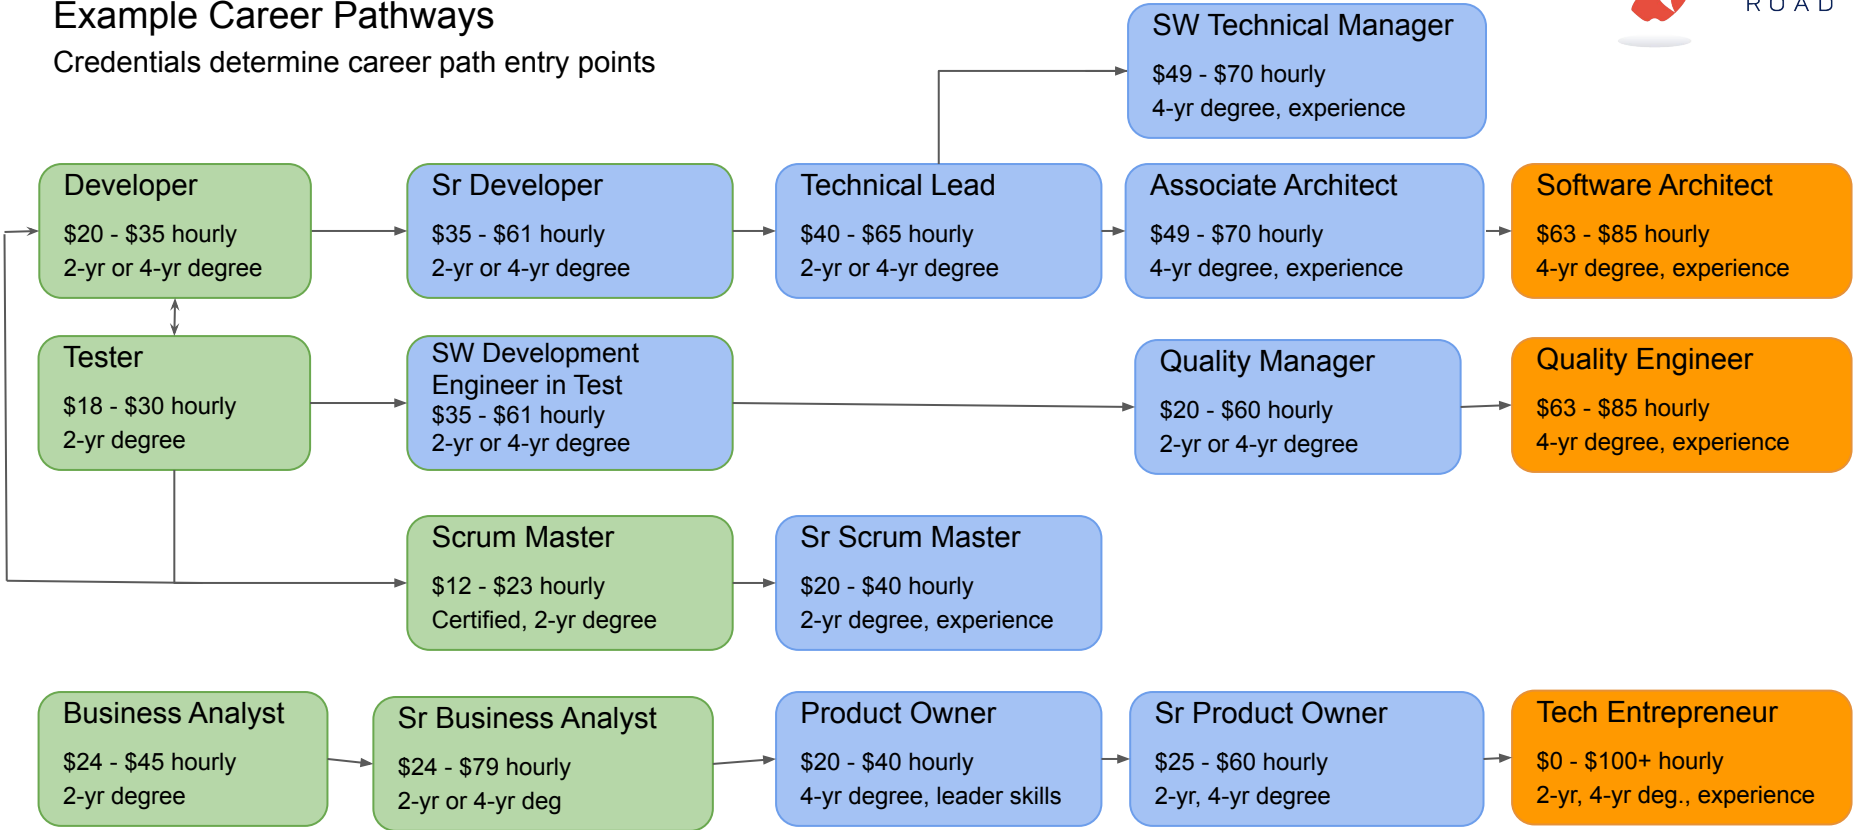 Example Career Pathways
Credentials determine career path entry points
ROAD
SW Technical Manager
$49 - $70 hourly
4-yr degree, experience
Developer
$20 - $35 hourly
2-yr or 4-yr degree
Sr Developer
$35 - $61 hourly
2-yr or 4-yr degree
Technical Lead
$40 - $65 hourly
2-yr or 4-yr degree
Associate Architect
$49 - $70 hourly
4-yr degree, experience
Software Architect
$63 - $85 hourly
4-yr degree, experience
Tester
$18 - $30 hourly
2-yr degree
SW Development
Engineer in Test
$35 - $61 hourly
2-yr or 4-yr degree
Quality Manager
$20 - $60 hourly
2-yr or 4-yr degree
Quality Engineer
$63 - $85 hourly
4-yr degree, experience
Scrum Master
$12 - $23 hourly
Certified, 2-yr degree
Sr Scrum Master
$20 - $40 hourly
2-yr degree, experience
Business Analyst
$24 - $45 hourly
2-yr degree
Sr Business Analyst
$24 - $79 hourly
2-yr or 4-yr deg
Product Owner
$20 - $40 hourly
4-yr degree, leader skills
Sr Product Owner
$25 - $60 hourly
2-yr, 4-yr degree
Tech Entrepreneur
$0 - $100+ hourly
2-yr, 4-yr deg., experience